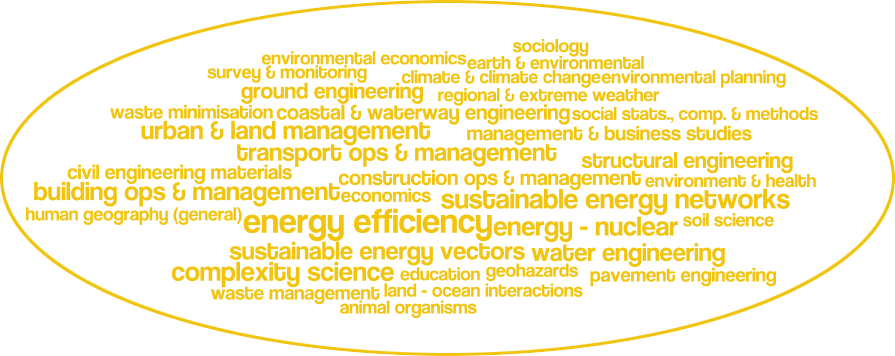 sociology
environmental economics earth & environmental
survey & monitoring climate & climate change environmental planning
ground engineering regional & extreme weather
waste minimisation coastal & waterway engineering social stats., comp. & methods
urban & land management management & business studies
transport ops & management structural engineering
civil engineering materials construction ops & management environment & health
building ops & management economics sustainable energy networks
human geography (general) energy efficiency energy - nuclear soil science
sustainable energy vectors water engineering
complexity science education geohazards pavement engineering
waste management land - ocean interactions
animal organisms